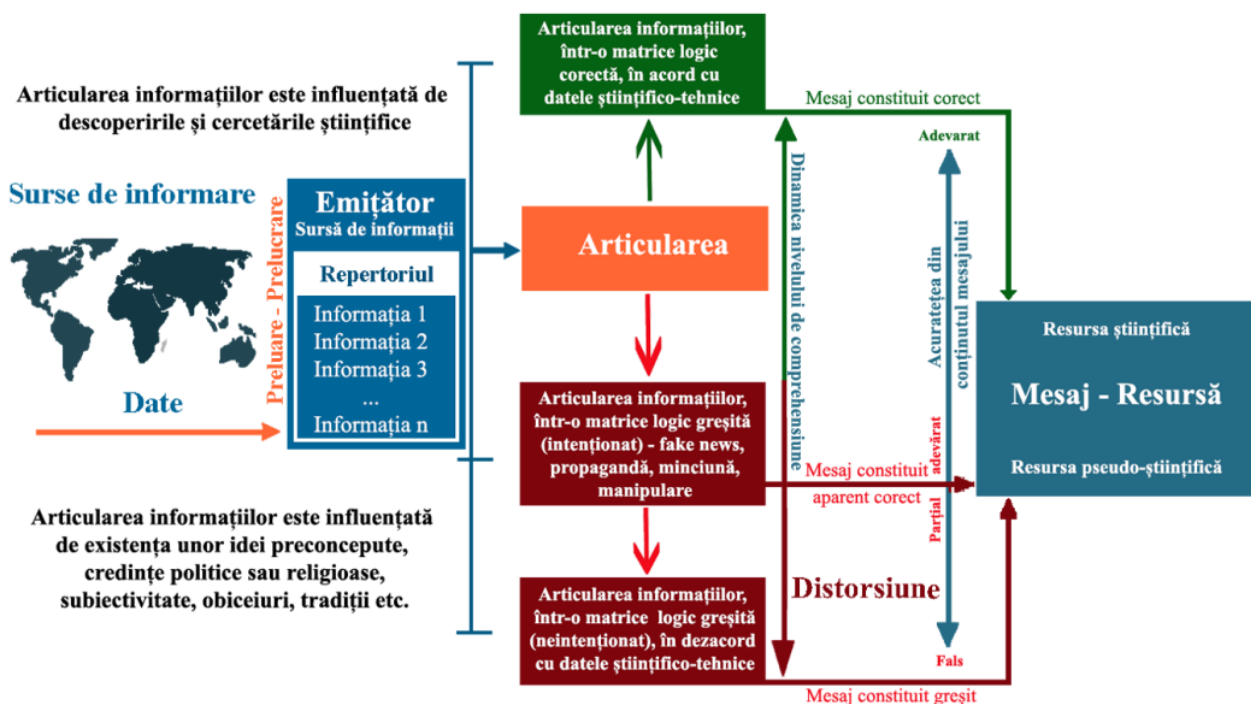 Articularea informațiilor este influențată de
descoperirile și cercetările științifice
Surse de informare
Date
Preluare - Prelucrare
Emițător
Sursă de informații
Repertoriul
Informația 1
Informația 2
Informația 3
...
Informația n
Articularea informațiilor este influențată
de existența unor idei preconcepute,
credințe politice sau religioase,
subiectivitate, obiceiuri, tradiții etc.
Articularea informațiilor,
într-o matrice logic
corectă, în acord cu
datele științifico-tehnice
Articularea
Articularea informațiilor,
într-o matrice logic greșită
(intenționat) - fake news,
propagandă, minciună,
manipulare
Articularea informațiilor,
într-o matrice logic greșită
(neintenționat), în dezacord
cu datele științifico-tehnice
Mesaj constituit corect
Dinamica nivelului de comprehensiune
Mesaj constituit
aparent corect
Distorsiune
Mesaj constituit greșit
Adevarat
Acuratețea din
conținutul mesajului
Parțial adevărat
Fals
Resursa științifică
Mesaj - Resursă
Resursa pseudo-științifică